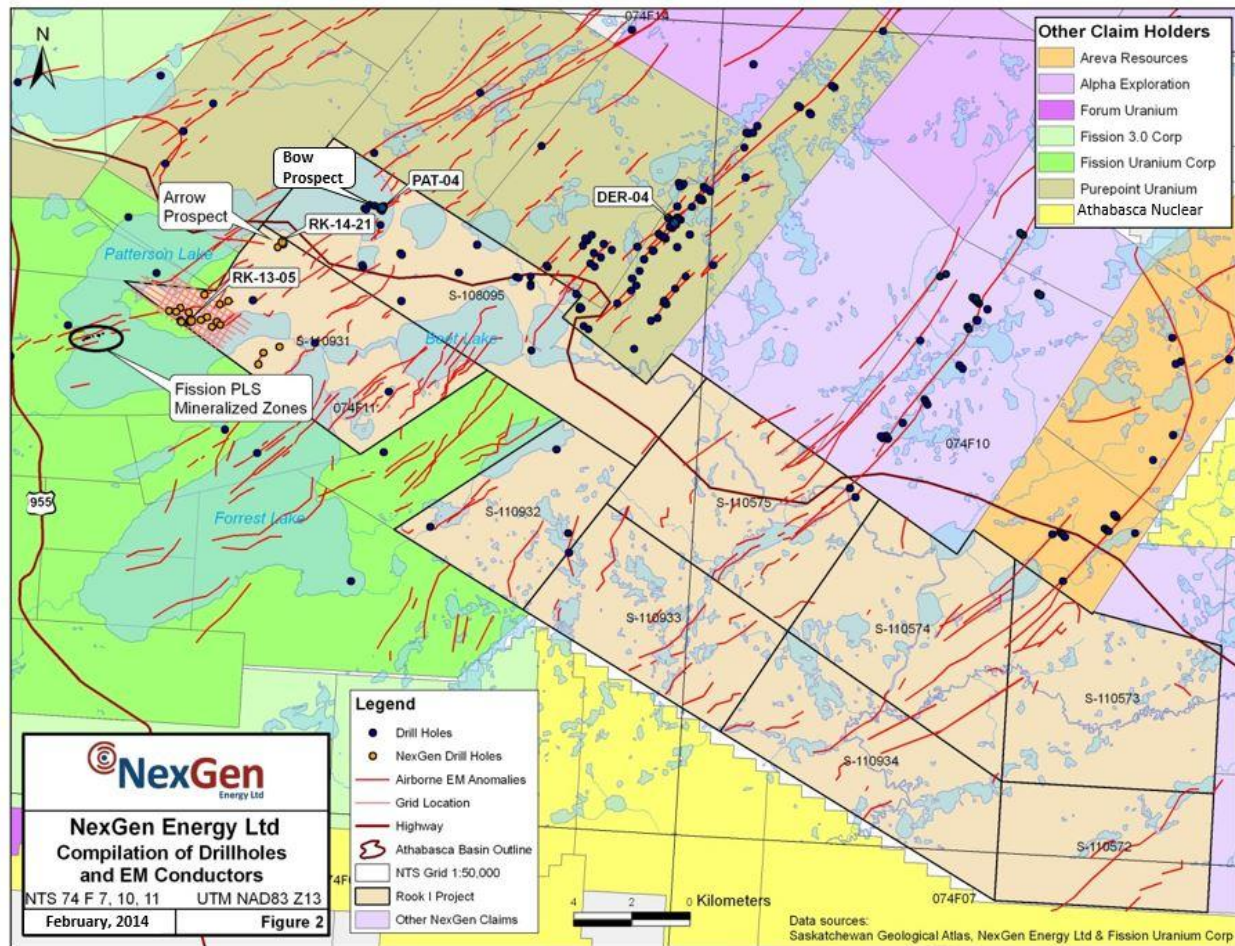 074F14
N
Other Claim Holders
Areva Resources
Alpha Exploration
Forum Uranium
Fission 3.0 Corp
Fission Uranium Corp
Purepoint Uranium
Athabasca Nuclear
Bow
Prospect
PAT-04
Arrow
Prospect
DER-04
RK-14-21
Patterson Lake
RK-13-05
S-108095
S-110931
Beet Lake
Fission PLS
Mineralized Zones
074F11
074F10
955
Forrest Lake
S-110932
S-110575
S-110933
S-110574
S-110573
S-110934
S-110572
074F07
Legend
Drill Holes
NexGen Drill Holes
Airborne EM Anomalies
Grid Location
Highway
Athabasca Basin Outline
NTS Grid 1:50,000
Rook I Project
Other NexGen Claims
NexGen
Energy Ltd
NexGen Energy Ltd
Compilation of Drillholes
and EM Conductors
NTS 74 F 7, 10, 11 UTM NAD83 Z13
February, 2014 Figure 2
4 2 0 Kilometers
Data sources:
Saskatchewan Geological Atlas, NexGen Energy Ltd & Fission Uranium Corp